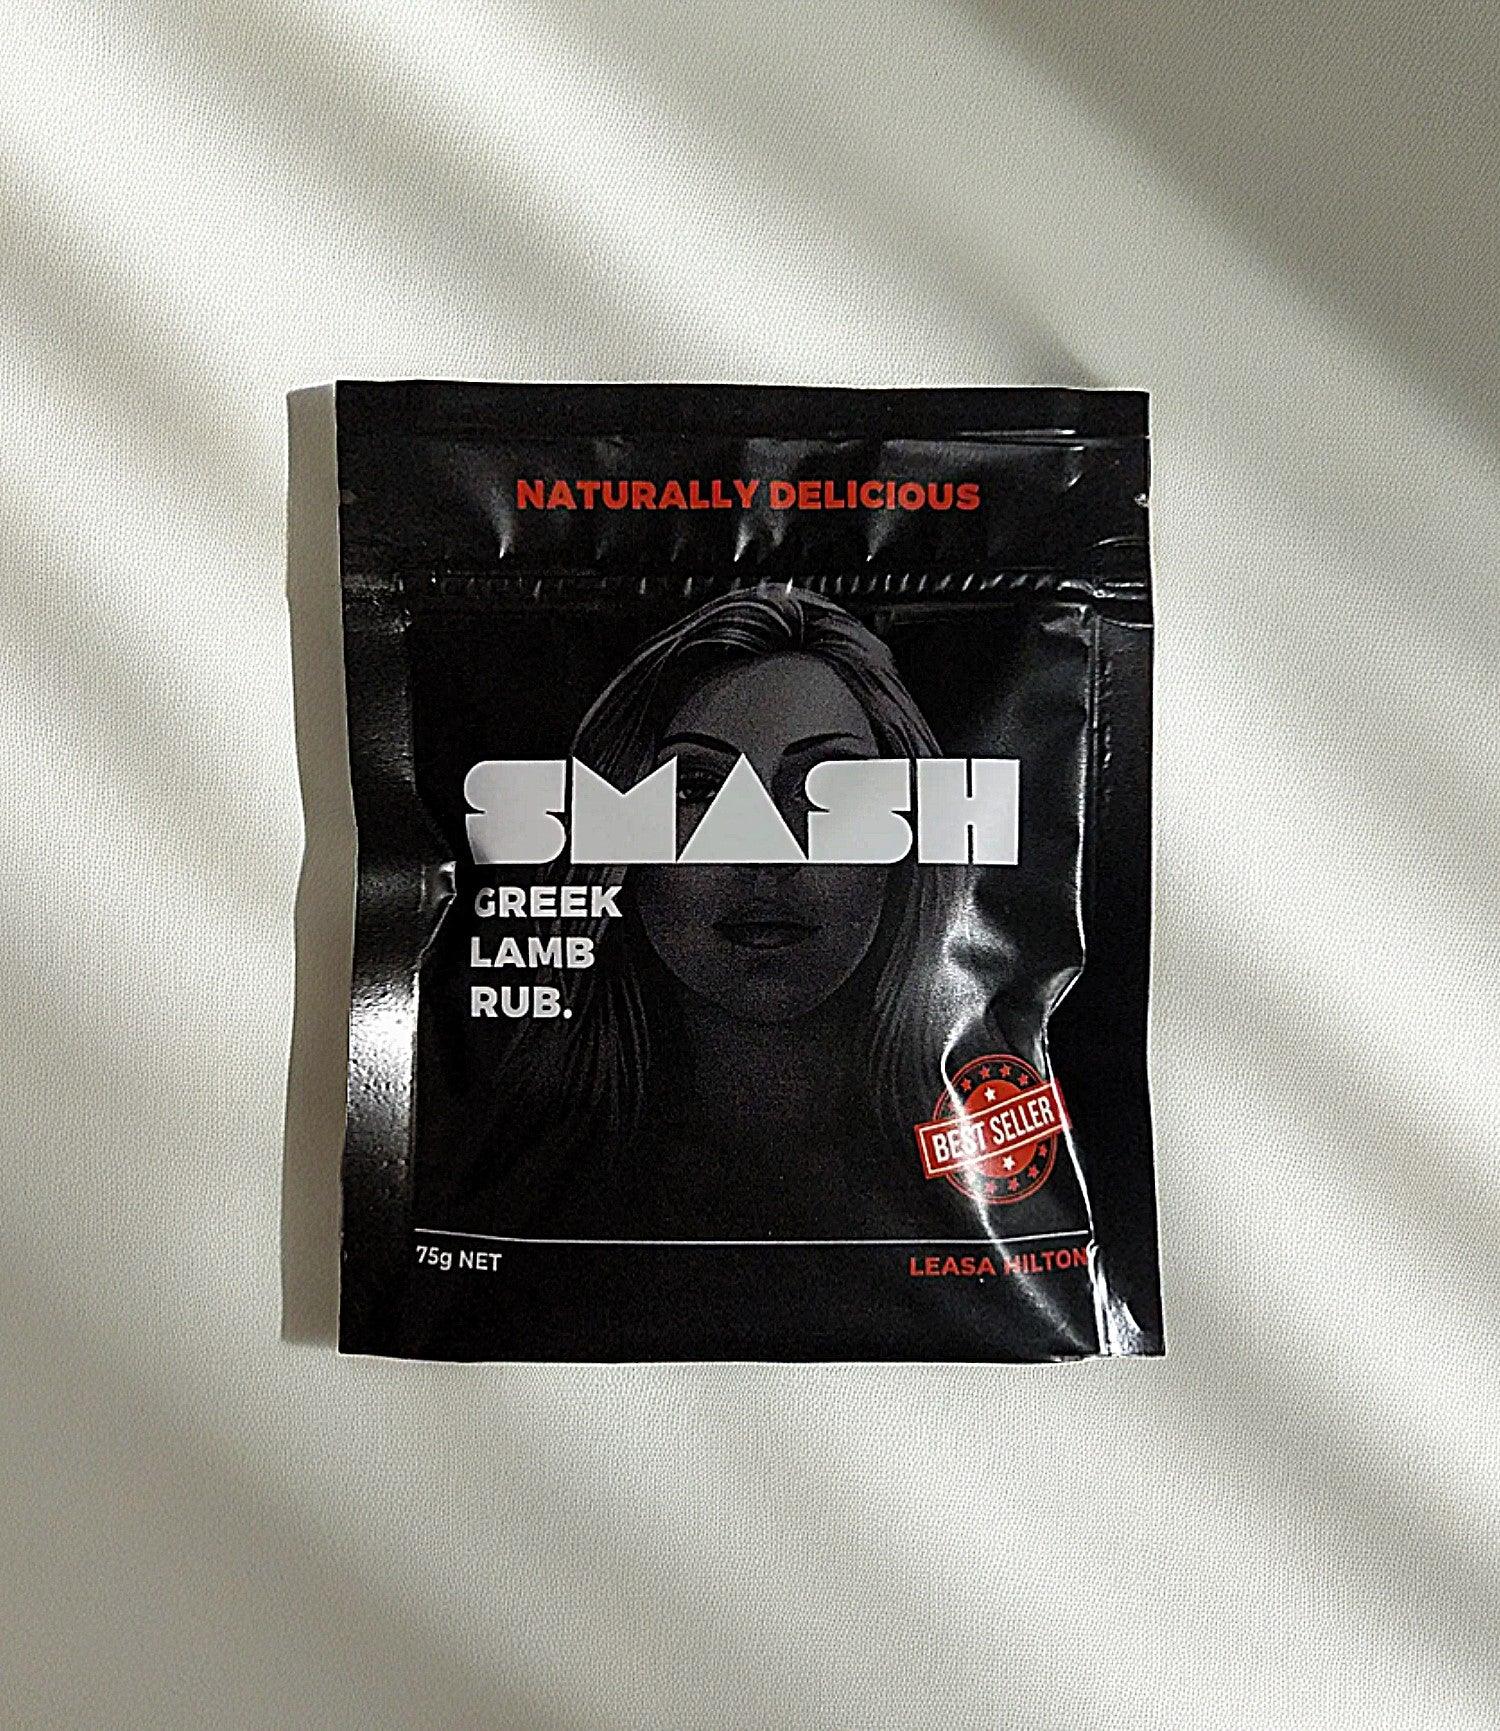 NATURALLY DELICIOUS
SMASH
GREEK
LAMB
RUB.
BEST SELLER
75g NET
LEASA HILTON